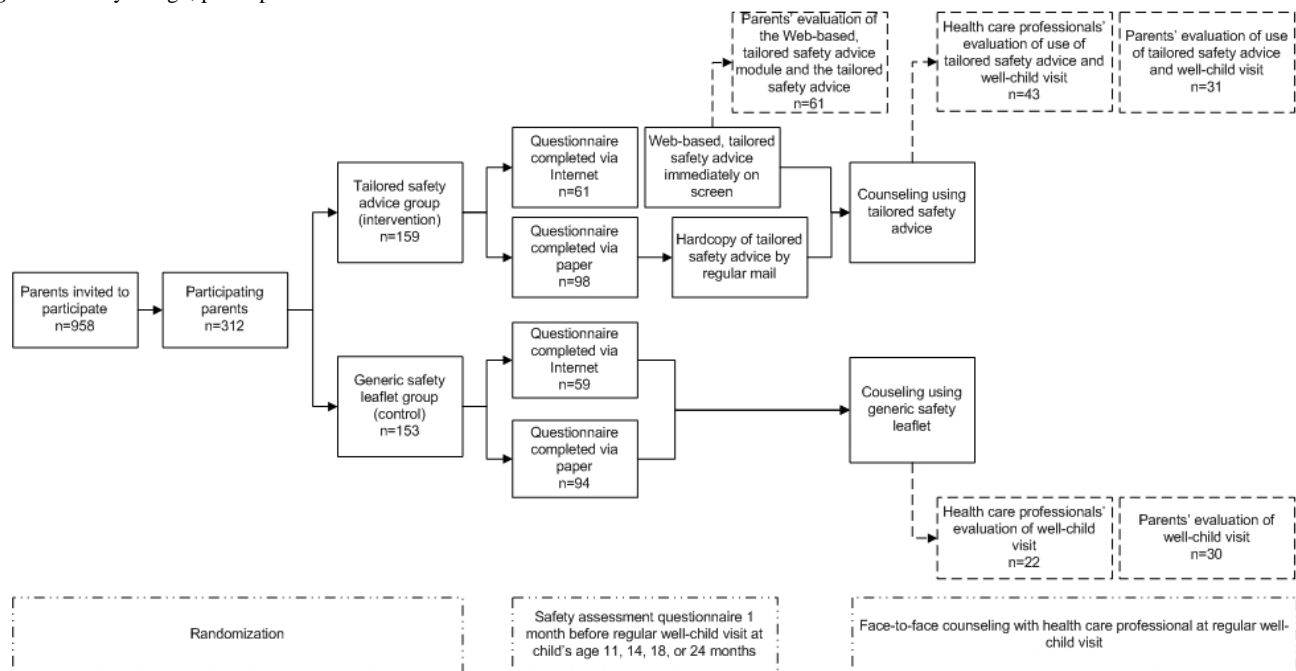 Parents' evaluation of
the Web-based,
tailored safety advice
module and the tailored
safety advice
n=61
Health care professionals'
evaluation of use of
tailored safety advice and
well-child visit
n=43
Parents' evaluation of use
of tailored safety advice
and well-child visit
n=31
Questionnaire
completed via
Internet
n=61
Web-based, tailored
safety advice
immediately on
screen
Tailored safety
advice group
(intervention)
n=159
Counseling using
tailored safety
advice
Questionnaire
completed via
paper
n=98
Hardcopy of tailored
safety advice by
regular mail
Parents invited to
participate
n=958
Participating
parents
n=312
Questionnaire
completed via
Internet
n=59
Generic safety
leaflet group
(control)
n=153
Couseling using
generic safety
leaflet
Questionnaire
completed via
paper
n=94
Health care professionals'
evaluation of well-child
visit
n=22
Parents' evaluation of
well-child visit
n=30
Randomization
Safety assessment questionnaire 1
month before regular well-child visit at
child's age 11, 14, 18, or 24 months
Face-to-face counseling with health care professional at regular well-
child visit